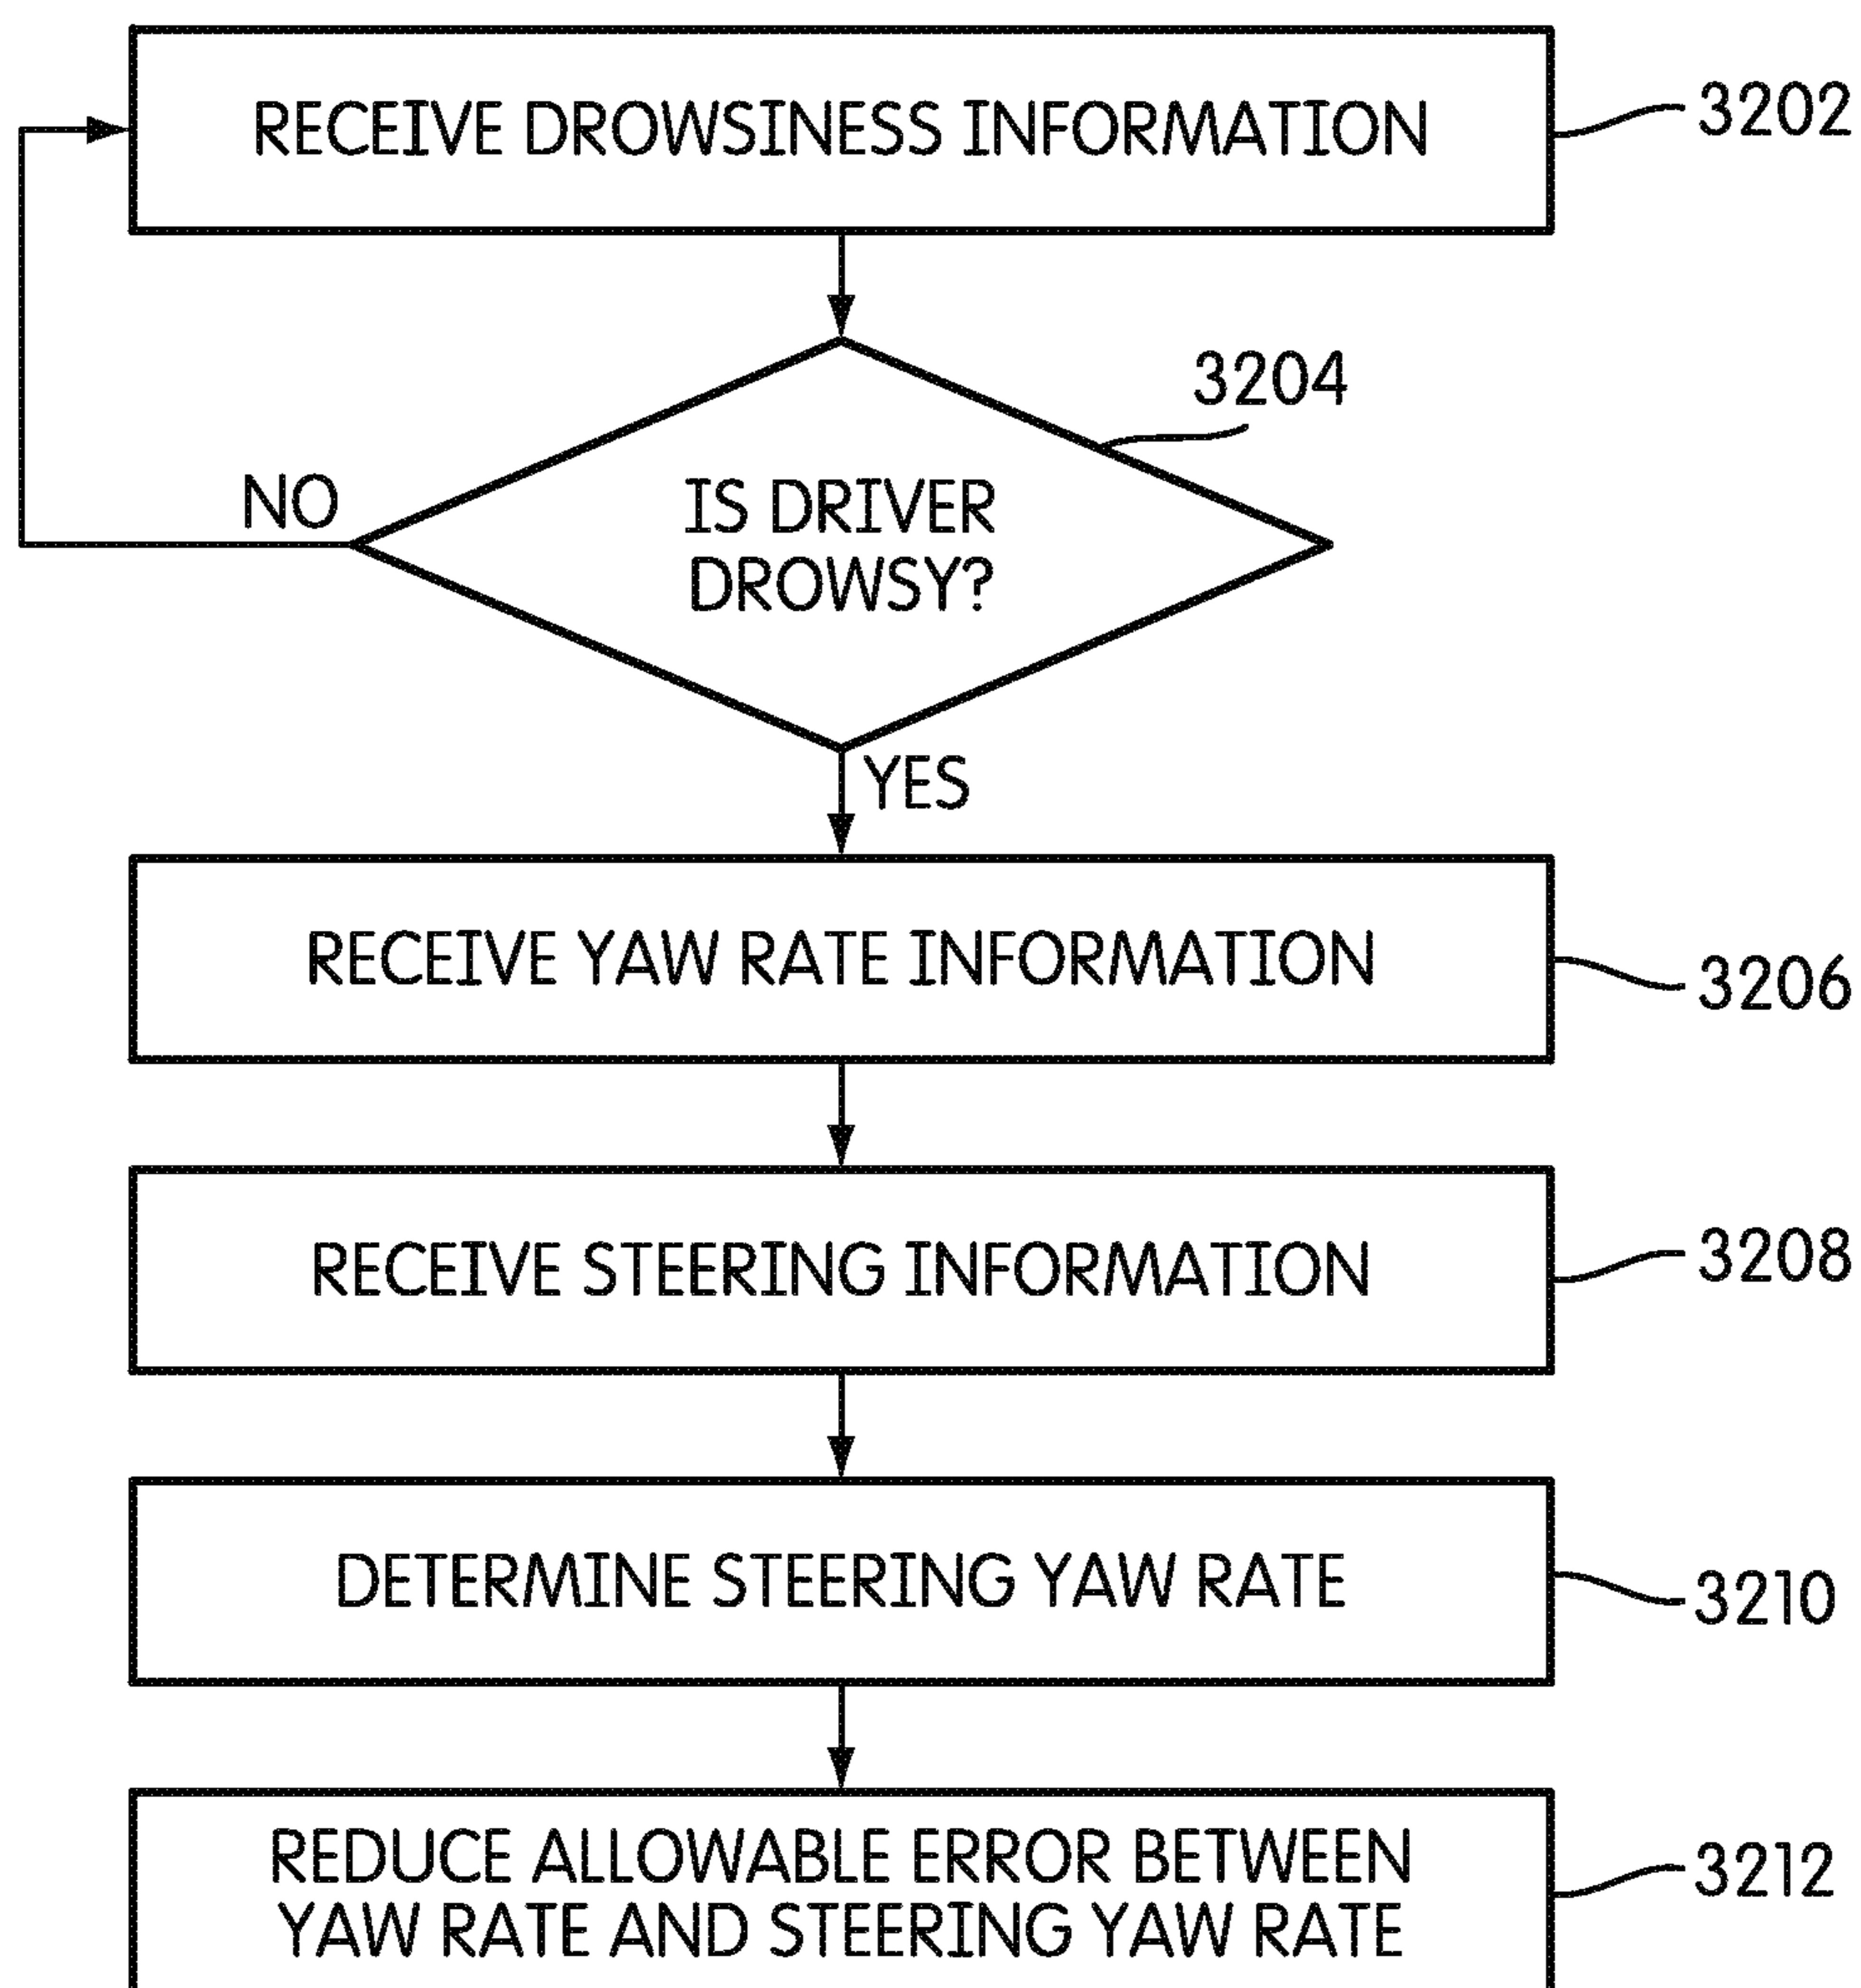 RECEIVE DROWSINESS INFORMATION
3202
3204
IS DRIVER
DROWSY?
NO
YES
RECEIVE YAW RATE INFORMATION
3206
RECEIVE STEERING INFORMATION
3208
DETERMINE STEERING YAW RATE
3210
REDUCE ALLOWABLE ERROR BETWEEN
YAW RATE AND STEERING YAW RATE
3212